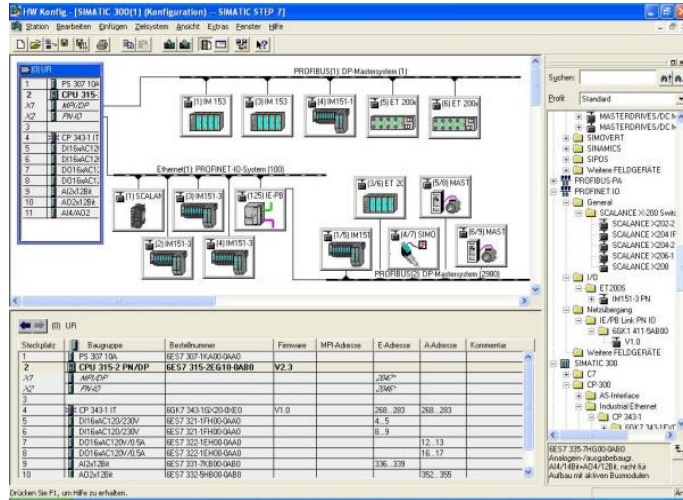 HW Konfig - [SIMATIC 300(1) (Konfiguration) -- SIMATIC STEP 7]
Station Bearbeiten Einfügen Zielsystem Ansicht Extras Fenster Hilfe
(0) UR
1 PS 307 10A
2 CPU 315-
X1 MPI/DP
X2 PN-IO
3
4 CP 343-1 IT
5 DI16xAC12
6 DI16xAC12
7 DO16xAC1
8 DO16xAC1
9 AI2x12Bit
10 AO2x12Bit
11 AI4/AO2
PROFIBUS(1): DP-Mastersystem (1)
(1) IM 153
(3) IM 153
(4) IM151-1
(5) ET 200
(6) ET 200
Ethernet(1): PROFINET-IO-System (100)
(1) SCALAN
(3) IM151-3
(125) IE-PB
(2) IM151-3
(4) IM151-3
(3/6) ET 20
(5/8) MAST
(1/5) IM151
(4/7) SIMO
(6/9) MAST
PROFIBUS(2): DP-Mastersystem (2980)
Suchen:
Profil: Standard
MASTERDRIVES/DC M
MASTERDRIVES/DC M
SIMOVERT
SINAMICS
SIPOS
Weitere FELDGERÄTE
PROFIBUS-PA
PROFINET IO
General
SCALANCE X-200 Switc
SCALANCE X202-2
SCALANCE X204 IF
SCALANCE X204-2
SCALANCE X206-1
SCALANCE X208
I/O
ET200S
IM151-3 PN
Netzübergang
IE/PB Link PN IO
6GK1 411-5AB00
V1.0
Weitere FELDGERÄTE
SIMATIC 300
C7
CP-300
AS-Interface
Industrial Ethernet
CP 343-1
6GK7 343-1EX
(0) UR
Steckplatz Baugruppe Bestellnummer Firmware MPI-Adresse E-Adresse A-Adresse Kommentar
1 PS 307 10A 6ES7 307-1KA00-0AA0
2 CPU 315-2 PN/DP 6ES7 315-2EG10-0AB0 V2.3
X1 MPI/DP 2047*
X2 PN-IO 2046*
3
4 CP 343-1 IT 6GK7 343-1GX20-0XE0 V1.0 268...283 268...283
5 DI16xAC120/230V 6ES7 321-1FH00-0AA0 4...5
6 DI16xAC120/230V 6ES7 321-1FH00-0AA0 8...9
7 DO16xAC120V/0.5A 6ES7 322-1EH00-0AA0 12...13
8 DO16xAC120V/0.5A 6ES7 322-1EH00-0AA0 16...17
9 AI2x12Bit 6ES7 331-7KB00-0AB0 336...339
10 AO2x12Bit 6ES7 332-5HB00-0AB0 352...355
6ES7 335-7HG00-0AB0
Analogein-/ausgabebaugr.
AI4/14Bit+AO4/12Bit, nicht für
Aufbau mit aktiven Busmodulen
Drücken Sie F1, um Hilfe zu erhalten.